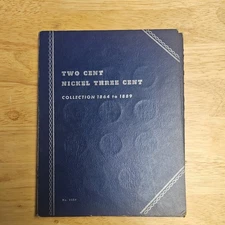 TWO CENT
NICKEL THREE CENT
COLLECTION 1864 to 1889